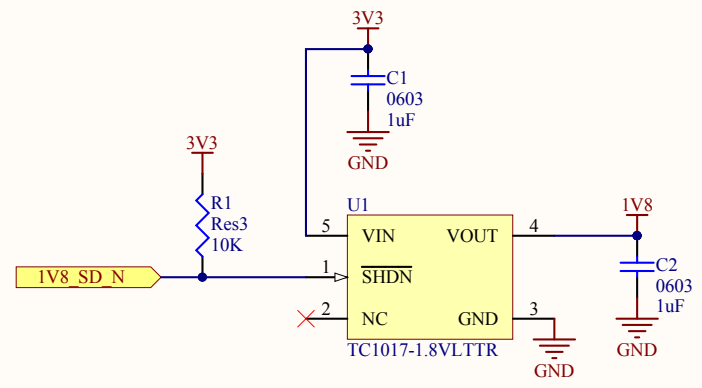 3V3
C1
0603
1uF
GND
3V3
R1
Res3
10K
1V8_SD_N
U1
5
VIN
VOUT
4
1
SHDN
2
NC
GND
3
TC1017-1.8VLTTR
GND
1V8
C2
0603
1uF
GND